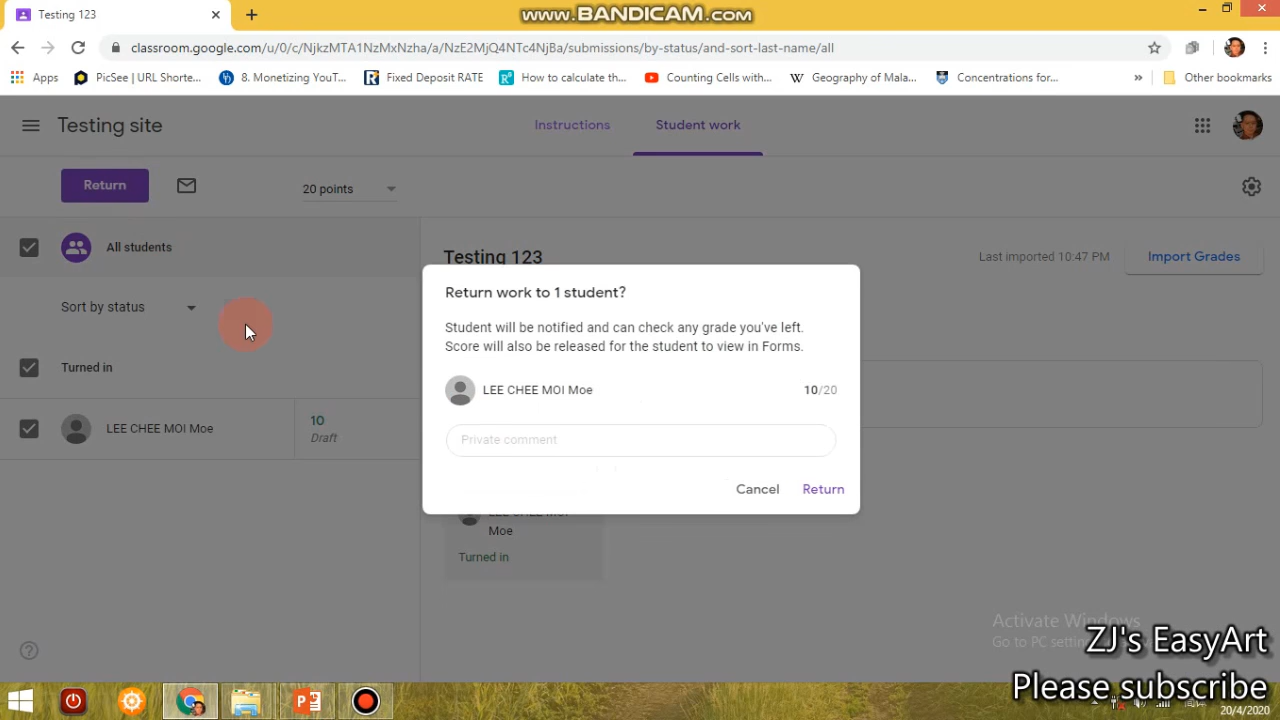 Testing 123
www.BANDICAM.com
classroom.google.com/u/0/c/NjkzMTA1NzMxNzha/a/NzE2MjQ4NTc4NjBa/submissions/by-status/and-sort-last-name/all
Apps
PicSee | URL Shorte...
8. Monetizing YouT...
Fixed Deposit RATE
How to calculate th...
Counting Cells with...
Geography of Mala...
Concentrations for...
»
Other bookmarks
Testing site
Instructions
Student work
Return
20 points
All students
Testing 123
Last imported 10:47 PM
Import Grades
Sort by status
Return work to 1 student?
Student will be notified and can check any grade you've left.
Score will also be released for the student to view in Forms.
Turned in
LEE CHEE MOI Moe
10/20
LEE CHEE MOI Moe
10
Draft
Private comment
Cancel
Return
Moe
Turned in
Activate Windows
Go to PC
ZJ's EasyArt
Please subscribe
20/4/2020